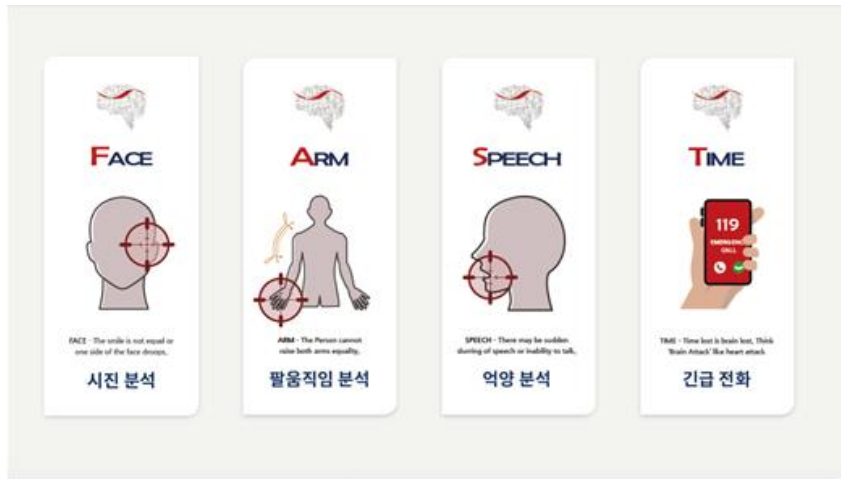 FACE
FACE - The smile is not equal or
one side of the face droops,
시진 분석
ARM
ARM - The Person cannot
raise both arms equality,
팔움직임 분석
SPEECH
SPEECH - There may be sudden
slurring of speech or inability to talk,
억양 분석
TIME
119
EMERGENC
CALL
TIME - Time lost is brain lost, Think
'Brain Attack' like heart attack
긴급 전화